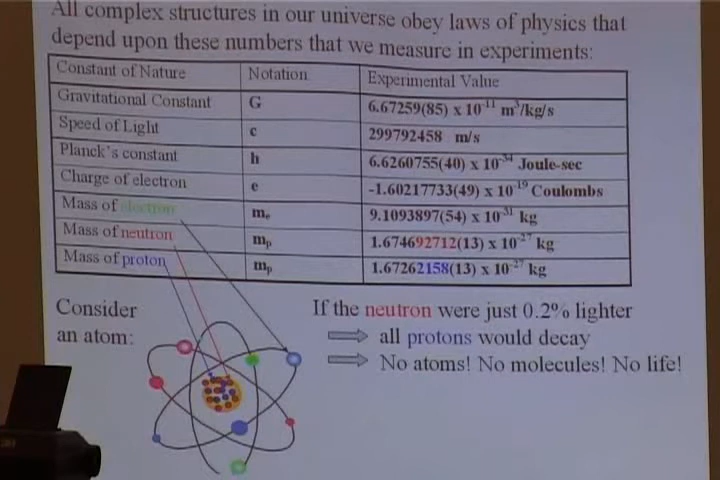 All complex structures in our universe obey laws of physics that
depend upon these numbers that we measure in experiments:
Constant of Nature Notation Experimental Value
Gravitational Constant G 6.67259(85) x 10⁻¹¹ m³/kg/s
Speed of Light c 299792458 m/s
Planck's constant h 6.6260755(40) x 10⁻³⁴ Joule-sec
Charge of electron e -1.60217733(49) x 10⁻¹⁹ Coulombs
Mass of electron mₑ 9.1093897(54) x 10⁻³¹ kg
Mass of neutron mₚ 1.674692712(13) x 10⁻²⁷ kg
Mass of proton mₚ 1.67262158(13) x 10⁻²⁷ kg
Consider
an atom:
If the neutron were just 0.2% lighter
all protons would decay
No atoms! No molecules! No life!